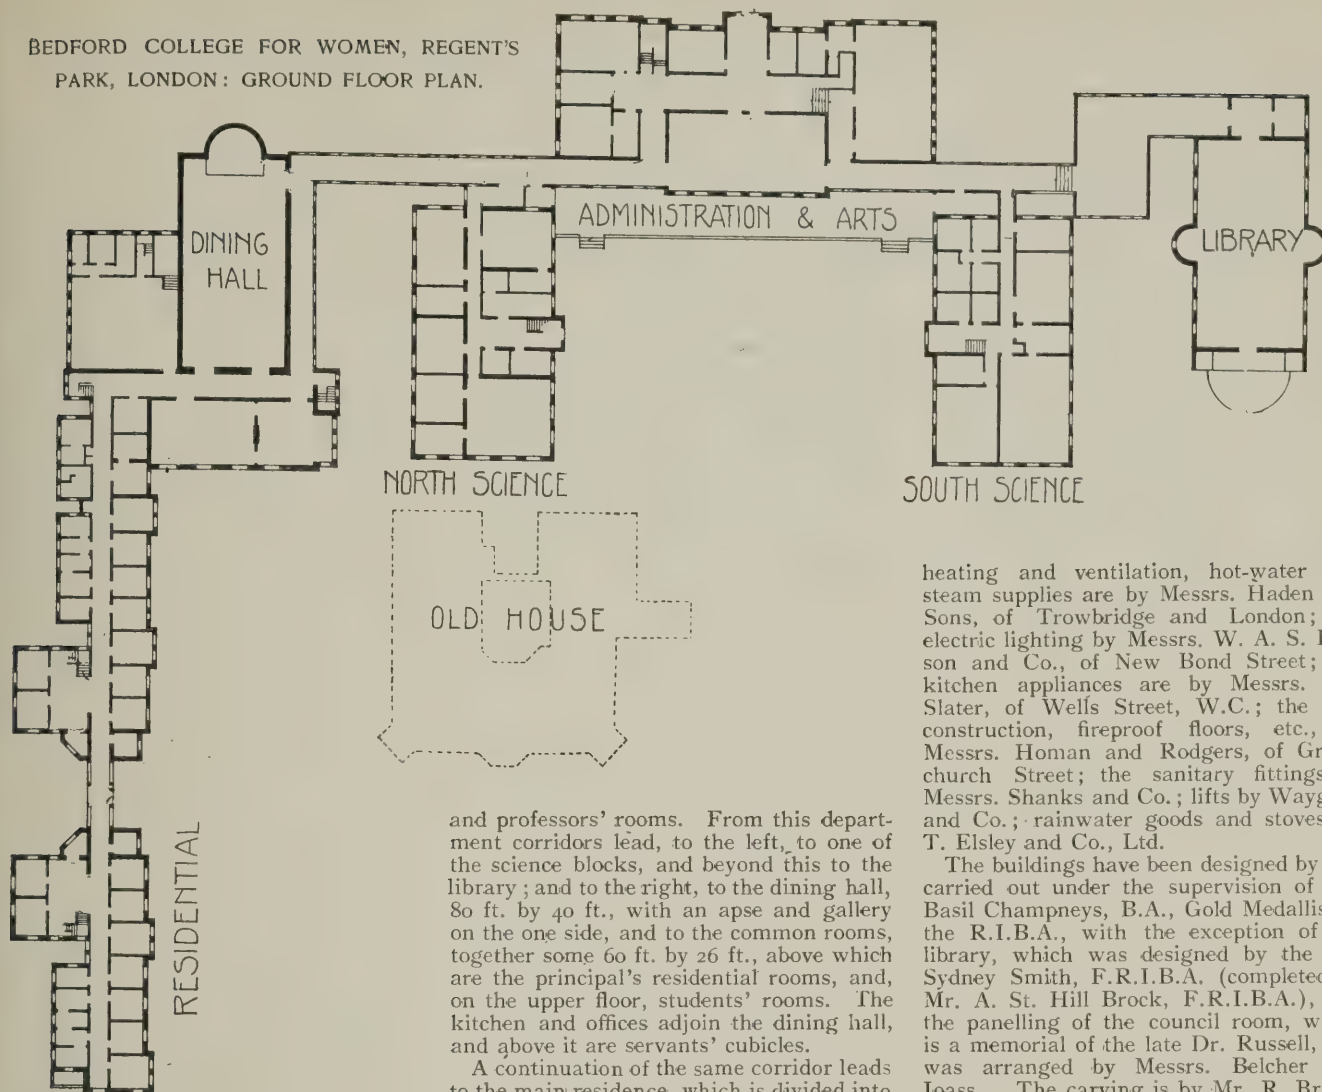 BEDFORD COLLEGE FOR WOMEN, REGENT'S
PARK, LONDON: GROUND FLOOR PLAN.
DINING
HALL
ADMINISTRATION & ARTS
LIBRARY
NORTH SCIENCE
SOUTH SCIENCE
OLD HOUSE
RESIDENTIAL
and professors' rooms. From this depart-
ment corridors lead, to the left, to one of
the science blocks, and beyond this to the
library; and to the right, to the dining hall,
80 ft. by 40 ft., with an apse and gallery
on the one side, and to the common rooms,
together some 60 ft. by 26 ft., above which
are the principal's residential rooms, and,
on the upper floor, students' rooms. The
kitchen and offices adjoin the dining hall,
and above it are servants' cubicles.
A continuation of the same corridor leads
to the main residence, which is divided into
heating and ventilation, hot-water
steam supplies are by Messrs. Haden
Sons, of Trowbridge and London;
electric lighting by Messrs. W. A. S.
son and Co., of New Bond Street;
kitchen appliances are by Messrs.
Slater, of Wells Street, W.C.; the
construction, fireproof floors, etc.,
Messrs. Homan and Rodgers, of
church Street; the sanitary fittings
Messrs. Shanks and Co.; lifts by
and Co.; rainwater goods and stoves
T. Elsley and Co., Ltd.
The buildings have been designed by
carried out under the supervision of
Basil Champneys, B.A., Gold
the R.I.B.A., with the exception of
library, which was designed by the
Sydney Smith, F.R.I.B.A. (completed
Mr. A. St. Hill Brock, F.R.I.B.A.),
the panelling of the council room,
is a memorial of the late Dr. Russell,
was arranged by Messrs. Belcher
Joass. The carving is by Mr. R.